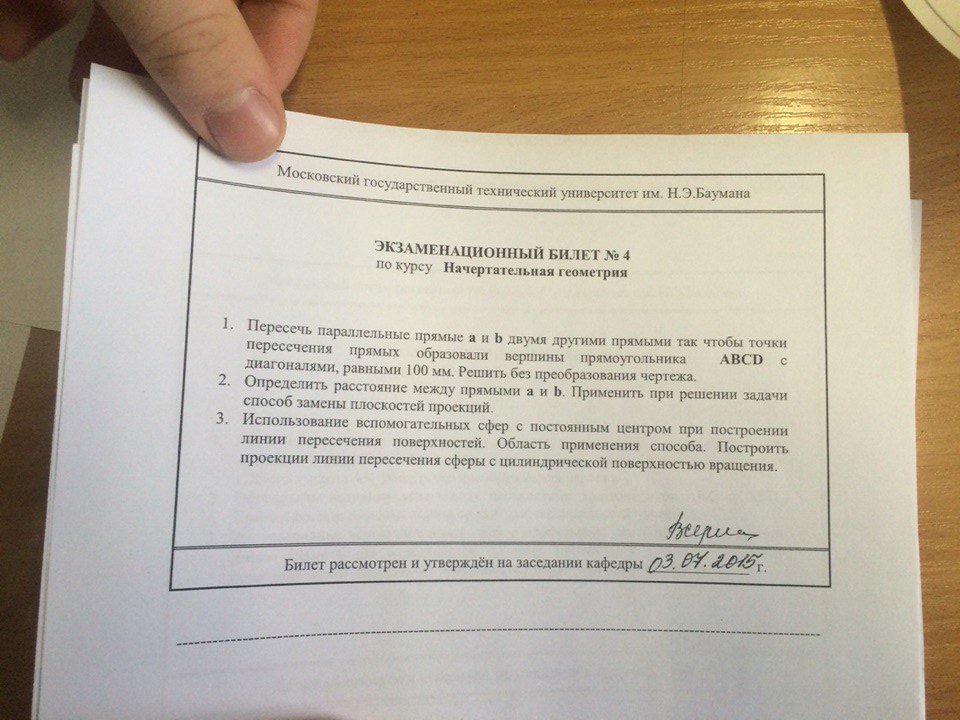 Московский государственный технический университет им. Н.Э.Баумана
ЭКЗАМЕНАЦИОННЫЙ БИЛЕТ № 4
по курсу Начертательная геометрия
1. Пересечь параллельные прямые a и b двумя другими прямыми так чтобы точки
пересечения прямых образовали вершины прямоугольника ABCD с
диагоналями, равными 100 мм. Решить без преобразования чертежа.
2. Определить расстояние между прямыми a и b. Применить при решении задачи
способ замены плоскостей проекций.
3. Использование вспомогательных сфер с постоянным центром при построении
линии пересечения поверхностей. Область применения способа. Построить
проекции линии пересечения сферы с цилиндрической поверхностью вращения.
Билет рассмотрен и утверждён на заседании кафедры 03.07.2015 г.